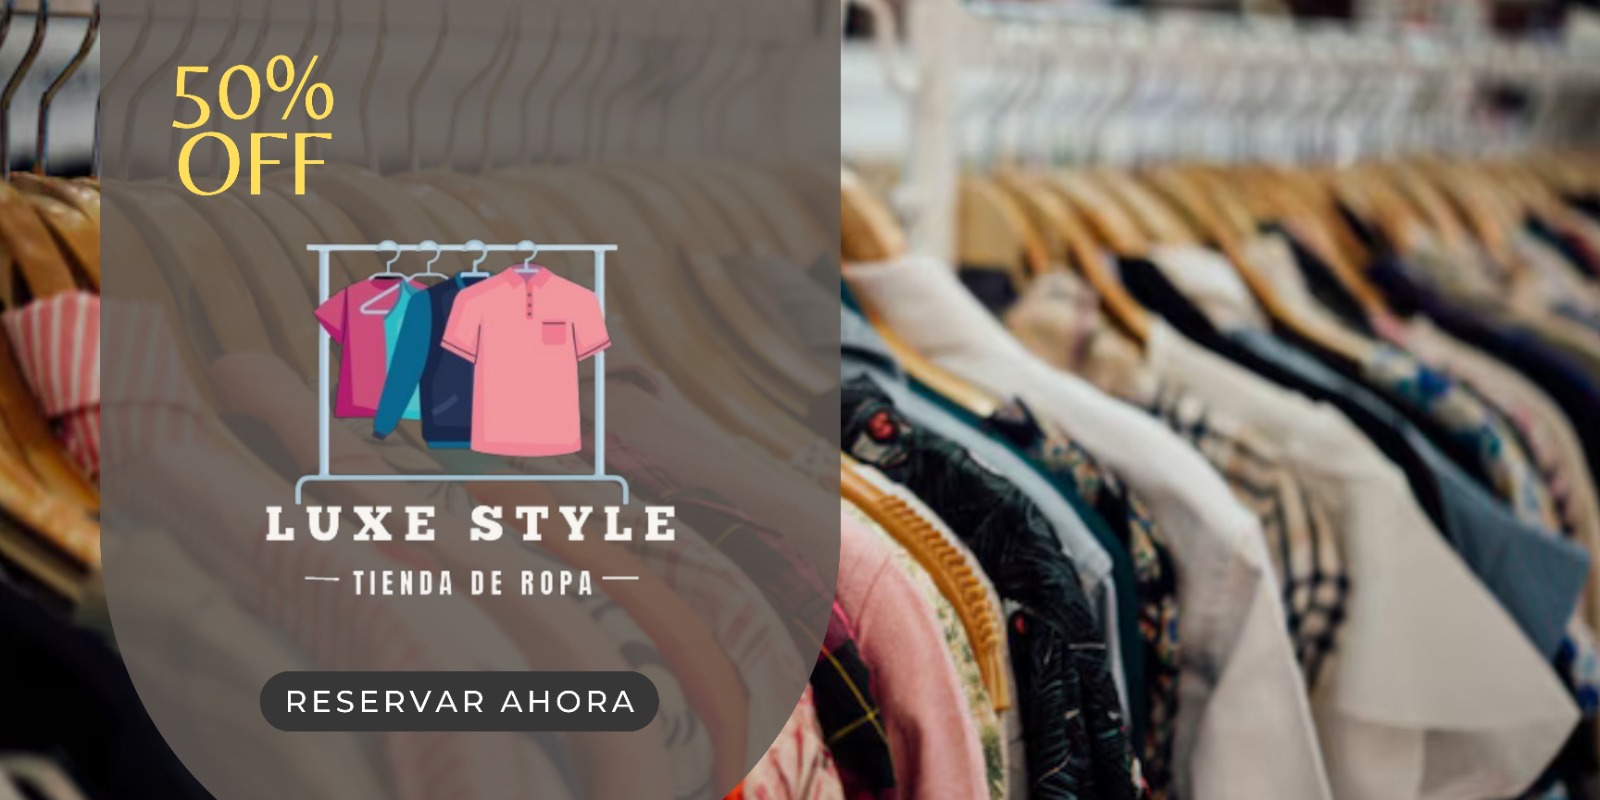 50%
OFF
LUXE STYLE
TIENDA DE ROPA
RESERVAR AHORA